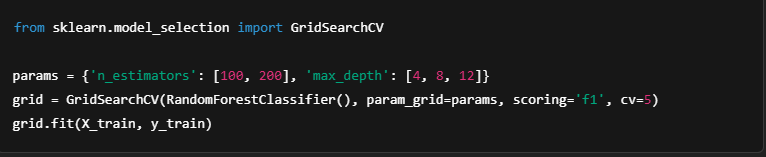 from sklearn.model_selection import GridSearchCV
params = {'n_estimators': [100, 200], 'max_depth': [4, 8, 12]}
grid = GridSearchCV(RandomForestClassifier(), param_grid=params, scoring='f1', cv=5)
grid.fit(X_train, y_train)